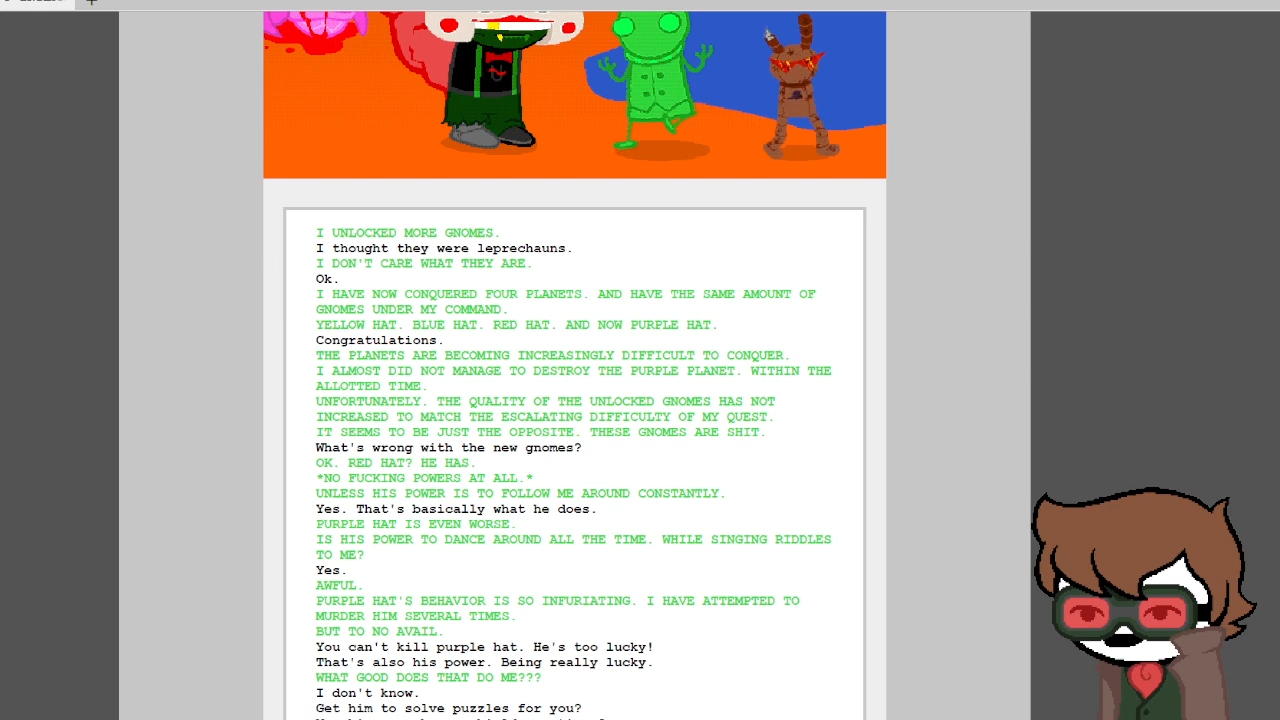 I UNLOCKED MORE GNOMES.
I thought they were leprechauns.
I DON'T CARE WHAT THEY ARE.
Ok.
I HAVE NOW CONQUERED FOUR PLANETS. AND HAVE THE SAME AMOUNT OF
GNOMES UNDER MY COMMAND.
YELLOW HAT. BLUE HAT. RED HAT. AND NOW PURPLE HAT.
Congratulations.
THE PLANETS ARE BECOMING INCREASINGLY DIFFICULT TO CONQUER.
I ALMOST DID NOT MANAGE TO DESTROY THE PURPLE PLANET. WITHIN THE
ALLOTTED TIME.
UNFORTUNATELY. THE QUALITY OF THE UNLOCKED GNOMES HAS NOT
INCREASED TO MATCH THE ESCALATING DIFFICULTY OF MY QUEST.
IT SEEMS TO BE JUST THE OPPOSITE. THESE GNOMES ARE SHIT.
What's wrong with the new gnomes?
OK. RED HAT? HE HAS.
*NO FUCKING POWERS AT ALL.*
UNLESS HIS POWER IS TO FOLLOW ME AROUND CONSTANTLY.
Yes. That's basically what he does.
PURPLE HAT IS EVEN WORSE.
IS HIS POWER TO DANCE AROUND ALL THE TIME. WHILE SINGING RIDDLES
TO ME?
Yes.
AWFUL.
PURPLE HAT'S BEHAVIOR IS SO INFURIATING. I HAVE ATTEMPTED TO
MURDER HIM SEVERAL TIMES.
BUT TO NO AVAIL.
You can't kill purple hat. He's too lucky!
That's also his power. Being really lucky.
WHAT GOOD DOES THAT DO ME???
I don't know.
Get him to solve puzzles for you?